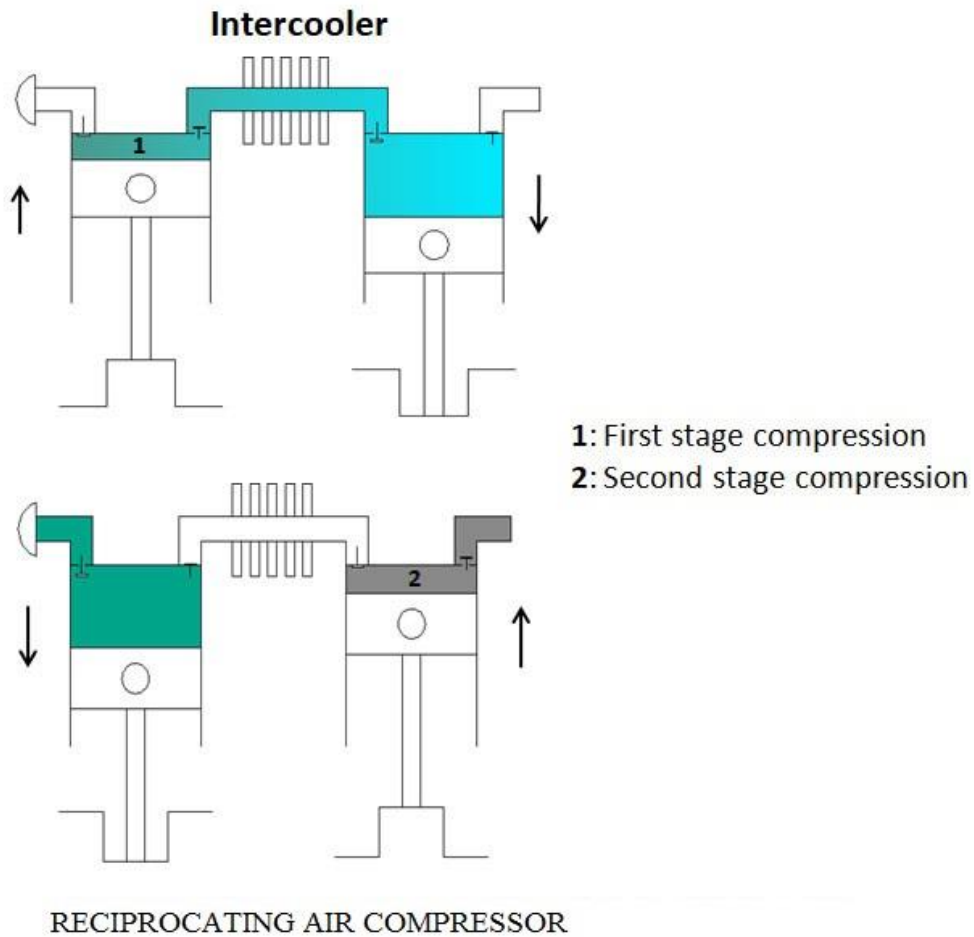 Intercooler
1
1: First stage compression
2: Second stage compression
2
RECIPROCATING AIR COMPRESSOR